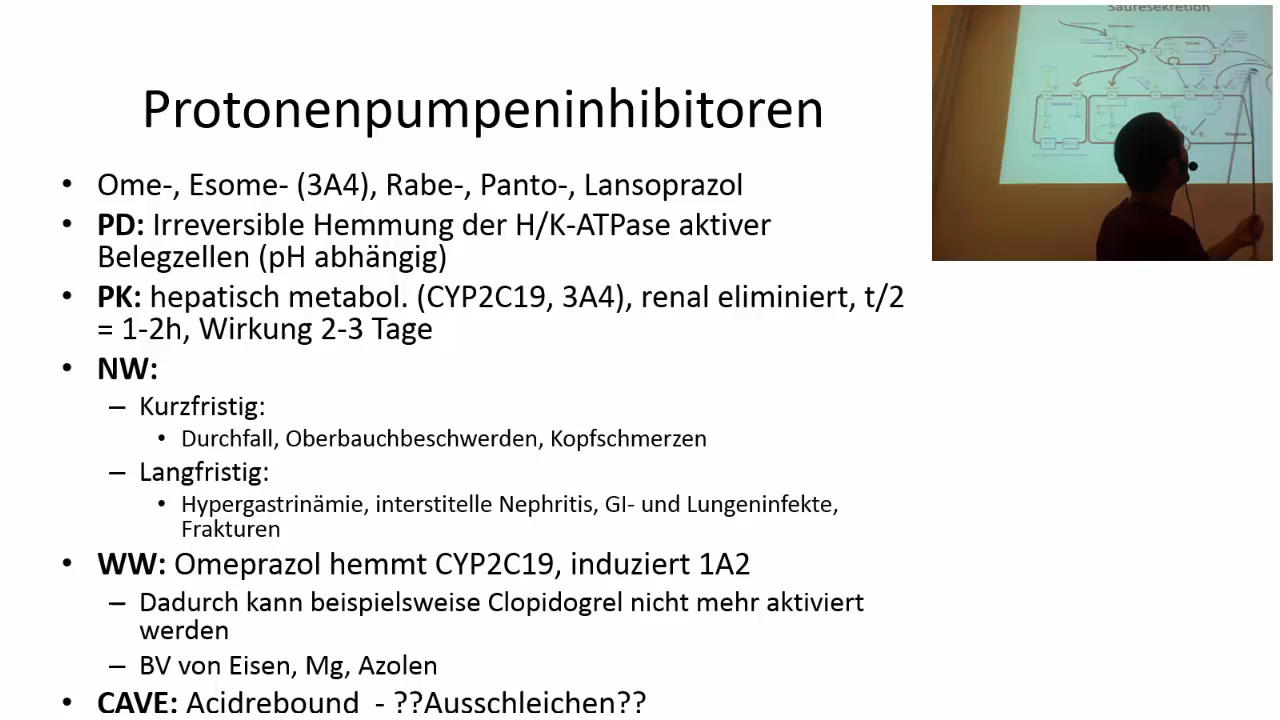 Protonenpumpeninhibitoren
• Ome-, Esome- (3A4), Rabe-, Panto-, Lansoprazol
• PD: Irreversible Hemmung der H/K-ATPase aktiver
Belegzellen (pH abhängig)
• PK: hepatisch metabol. (CYP2C19, 3A4), renal eliminiert, t/2
= 1-2h, Wirkung 2-3 Tage
• NW:
– Kurzfristig:
• Durchfall, Oberbauchbeschwerden, Kopfschmerzen
– Langfristig:
• Hypergastrinämie, interstitelle Nephritis, GI- und Lungeninfekte,
Frakturen
• WW: Omeprazol hemmt CYP2C19, induziert 1A2
– Dadurch kann beispielsweise Clopidogrel nicht mehr aktiviert
werden
– BV von Eisen, Mg, Azolen
• CAVE: Acidrebound - ??Ausschleichen??
Säuresekretion